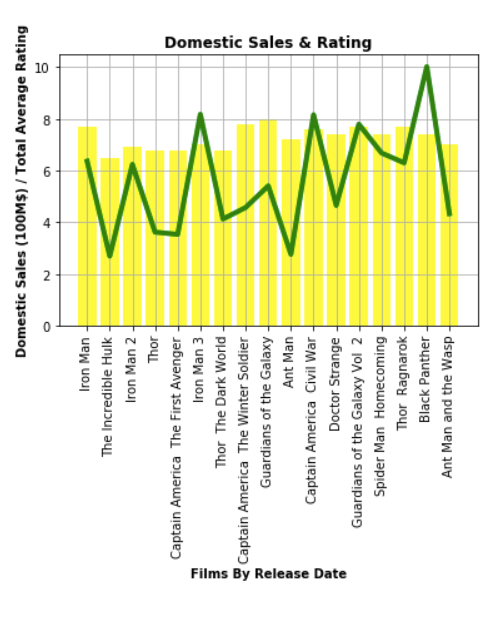 Domestic Sales & Rating
Domestic Sales (100M$) / Total Average Rating
10
8
6
4
2
0
Iron Man
The Incredible Hulk
Iron Man 2
Thor
Captain America  The First Avenger
Iron Man 3
Thor  The Dark World
Captain America  The Winter Soldier
Guardians of the Galaxy
Ant Man
Captain America  Civil War
Doctor Strange
Guardians of the Galaxy Vol  2
Spider Man  Homecoming
Thor  Ragnarok
Black Panther
Ant Man and the Wasp
Films By Release Date